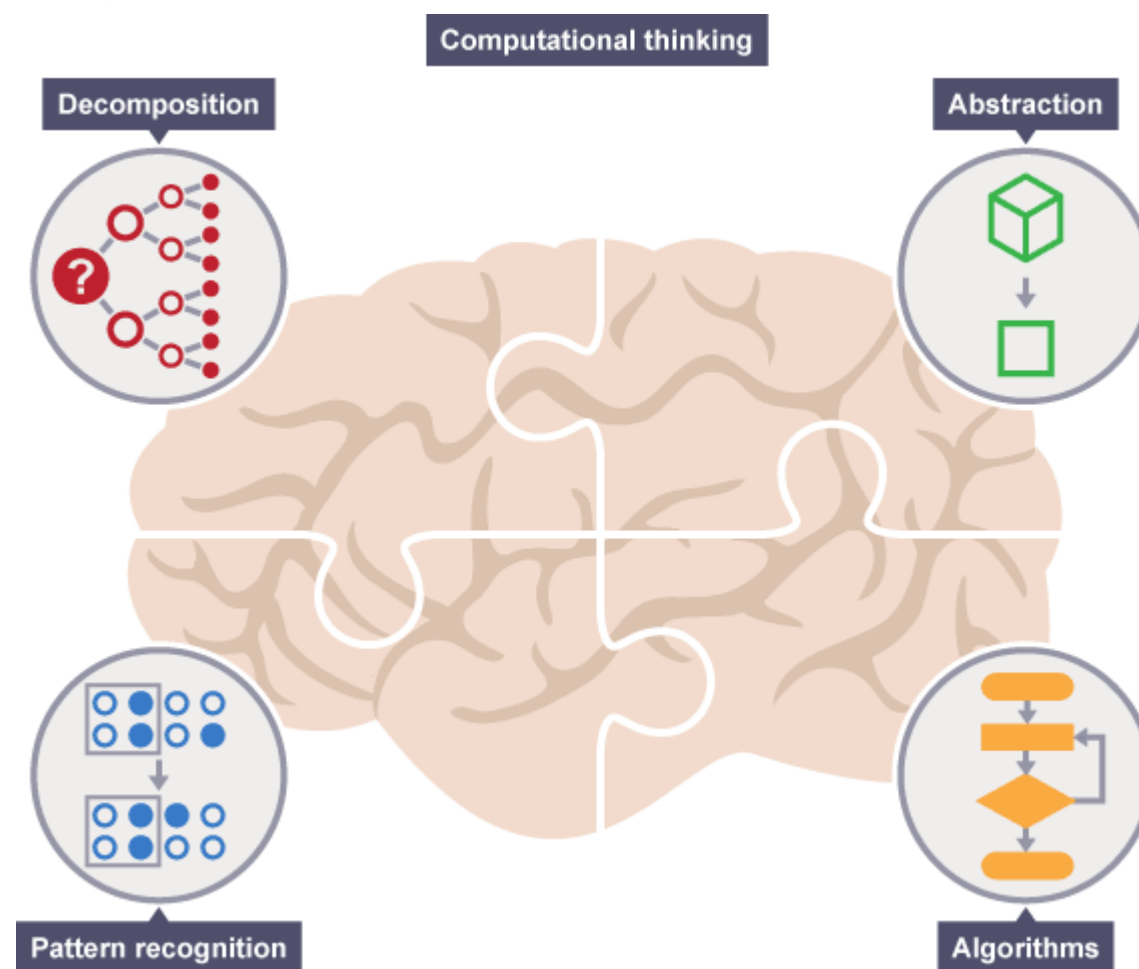 Computational thinking
Decomposition
Abstraction
?
Pattern recognition
Algorithms